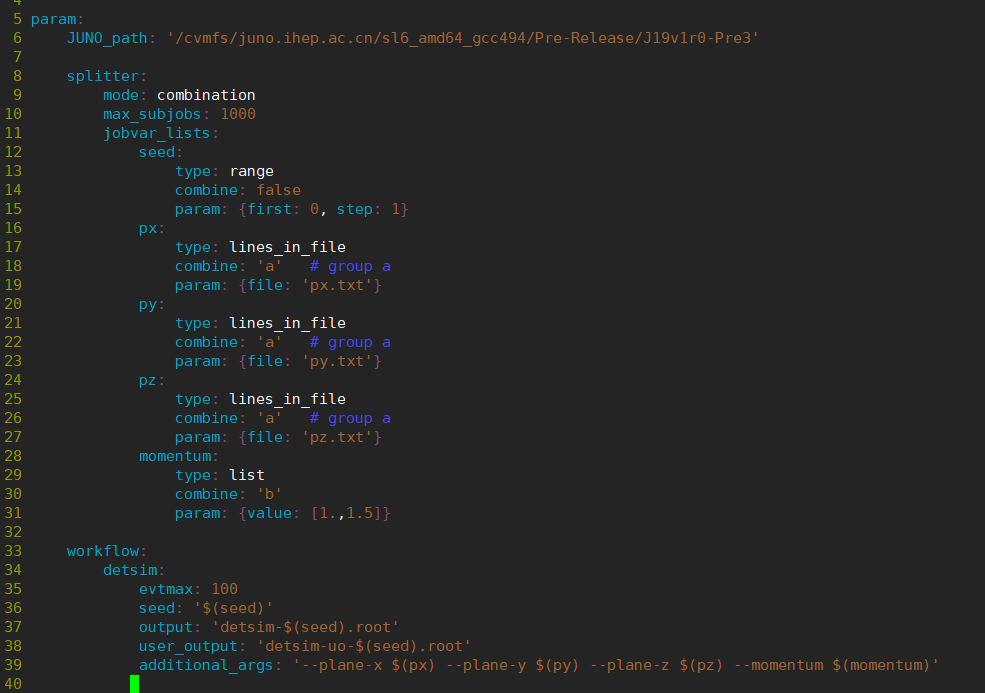 4
5 param:
6     JUNO_path: '/cvmfs/juno.ihep.ac.cn/sl6_amd64_gcc494/Pre-Release/J19v1r0-Pre3'
7
8     splitter:
9         mode: combination
10         max_subjobs: 1000
11         jobvar_lists:
12             seed:
13                 type: range
14                 combine: false
15                 param: {first: 0, step: 1}
16             px:
17                 type: lines_in_file
18                 combine: 'a'   # group a
19                 param: {file: 'px.txt'}
20             py:
21                 type: lines_in_file
22                 combine: 'a'   # group a
23                 param: {file: 'py.txt'}
24             pz:
25                 type: lines_in_file
26                 combine: 'a'   # group a
27                 param: {file: 'pz.txt'}
28             momentum:
29                 type: list
30                 combine: 'b'
31                 param: {value: [1.,1.5]}
32
33     workflow:
34         detsim:
35             evtmax: 100
36             seed: '$(seed)'
37             output: 'detsim-$(seed).root'
38             user_output: 'detsim-uo-$(seed).root'
39             additional_args: '--plane-x $(px) --plane-y $(py) --plane-z $(pz) --momentum $(momentum)'
40